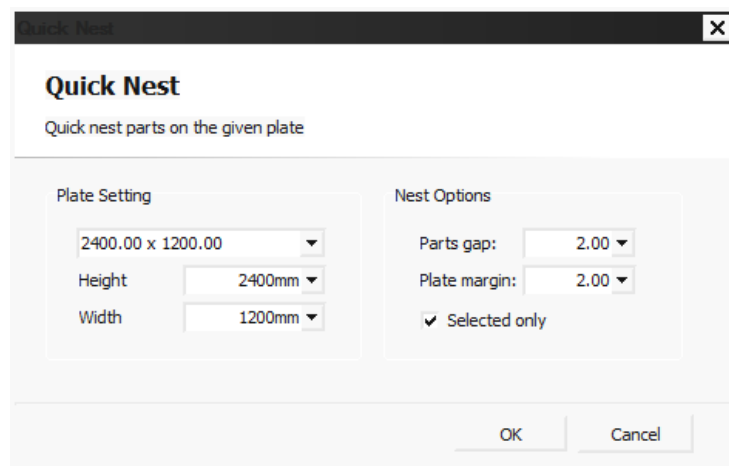 Quick Nest
Quick Nest
Quick nest parts on the given plate
Plate Setting
2400.00 x 1200.00
Height 2400mm
Width 1200mm
Nest Options
Parts gap: 2.00
Plate margin: 2.00
Selected only
OK Cancel